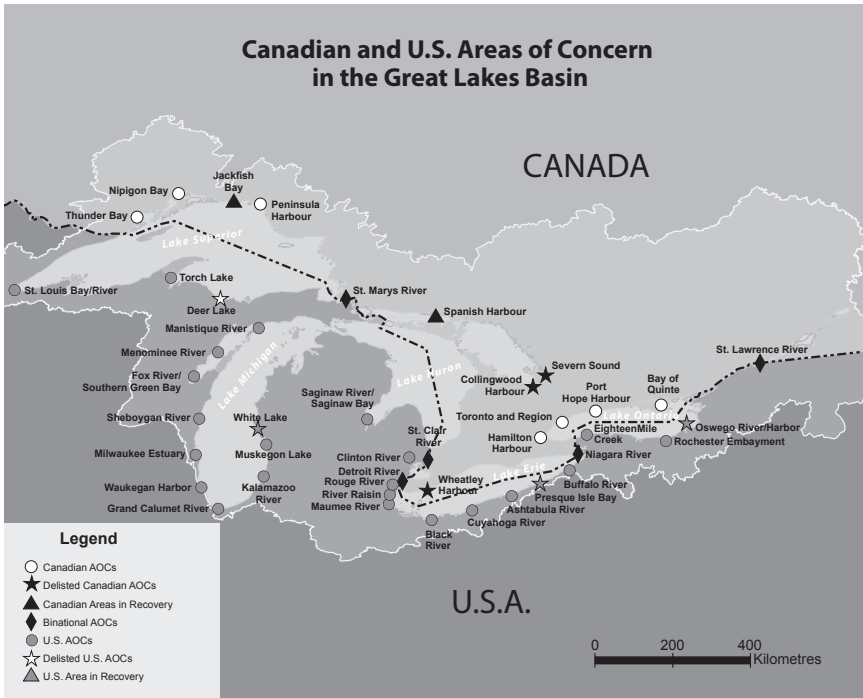 Canadian and U.S. Areas of Concern
in the Great Lakes Basin
CANADA
Jackfish
Bay
Nipigon Bay
Peninsula
Harbour
Thunder Bay
Lake Superior
Torch Lake
St. Louis Bay/River
St. Marys River
Deer Lake
Spanish Harbour
Manistique River
St. Lawrence River
Menominee River
Lake Michigan
Lake Huron
Severn Sound
Fox River/
Southern Green Bay
Collingwood
Harbour
Bay of
Quinte
Port
Hope Harbour
Saginaw River/
Saginaw Bay
Sheboygan River
White Lake
Toronto and Region
Lake Ontario
St. Clair
River
Hamilton
Harbour
EighteenMile
Creek
Oswego River/Harbor
Rochester Embayment
Milwaukee Estuary
Muskegon Lake
Clinton River
Niagara River
Detroit River
Lake Erie
Rouge River
Wheatley
Harbour
Buffalo River
Waukegan Harbor
Kalamazoo
River
River Raisin
Presque Isle Bay
Maumee River
Grand Calumet River
Ashtabula River
Cuyahoga River
Black
River
U.S.A.
Legend
Canadian AOCs
Delisted Canadian AOCs
Canadian Areas in Recovery
Binational AOCs
U.S. AOCs
Delisted U.S. AOCs
U.S. Area in Recovery
0 200 400
Kilometres